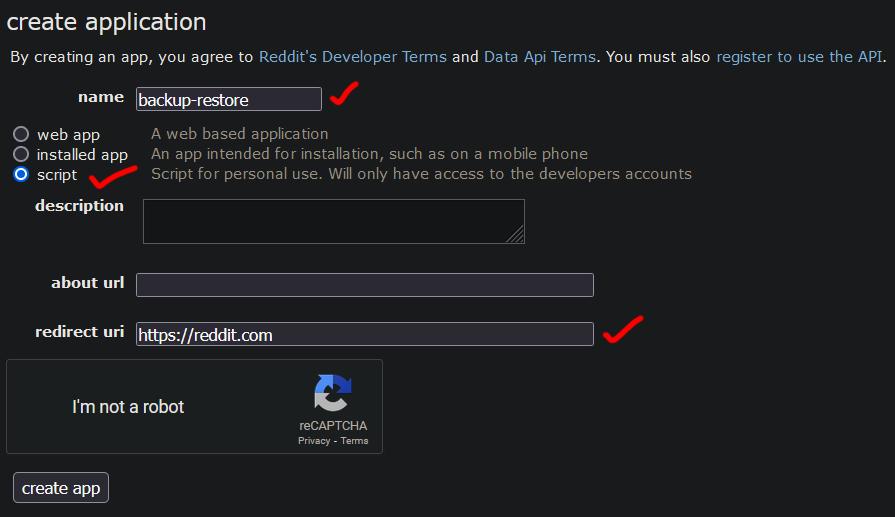 create application
By creating an app, you agree to Reddit's Developer Terms and Data Api Terms. You must also register to use the API.
name backup-restore
web app A web based application
installed app An app intended for installation, such as on a mobile phone
script Script for personal use. Will only have access to the developers accounts
description
about url
redirect uri https://reddit.com
I'm not a robot
reCAPTCHA
Privacy - Terms
create app